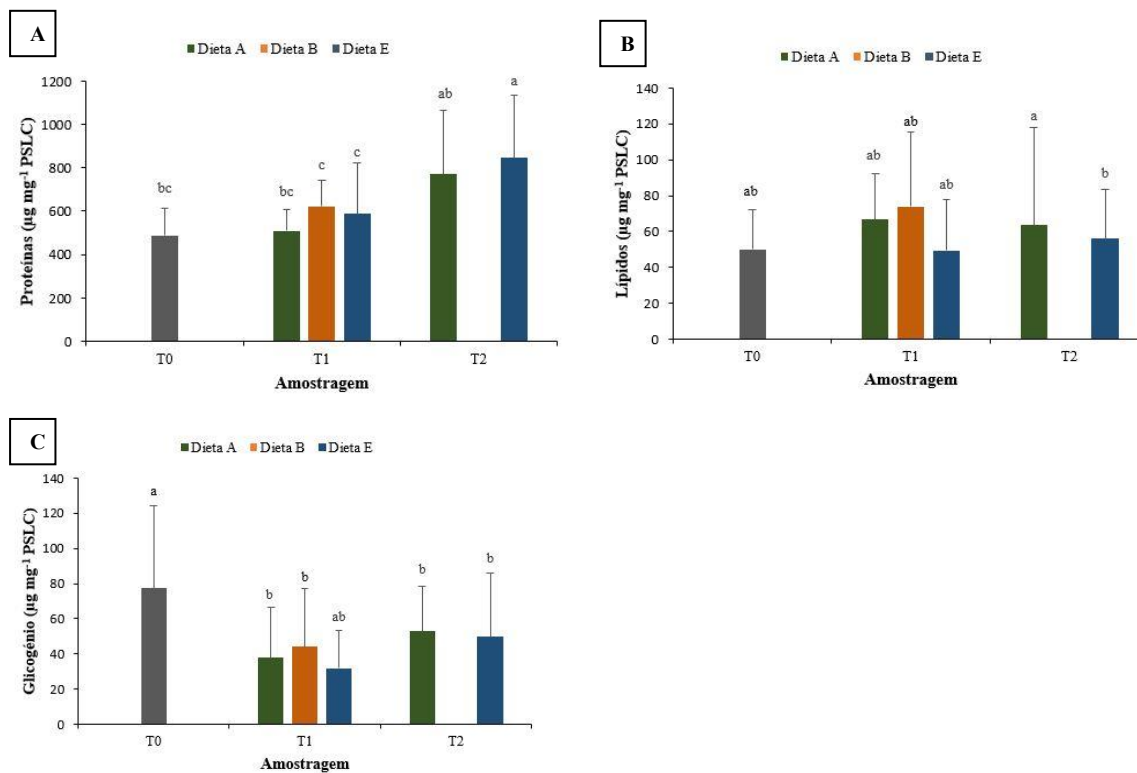 A
Dieta A Dieta B Dieta E
1200
1000
800
600
400
200
0
Proteínas (µg mg-1 PSLC)
bc
bc
c
c
ab
a
T0 T1 T2
Amostragem
B
Dieta A Dieta B Dieta E
140
120
100
80
60
40
20
0
Lípidos (µg mg-1 PSLC)
ab
ab
ab
ab
a
b
T0 T1 T2
Amostragem
C
Dieta A Dieta B Dieta E
140
120
100
80
60
40
20
0
Glicogénio (µg mg-1 PSLC)
a
b
b
ab
b
b
T0 T1 T2
Amostragem